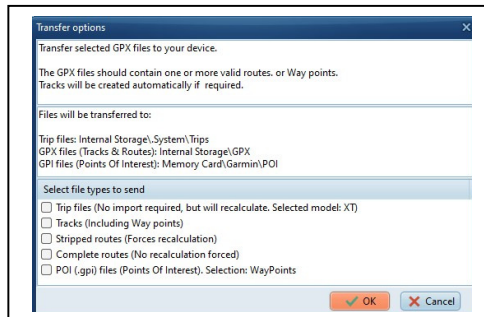 Transfer options
Transfer selected GPX files to your device.
The GPX files should contain one or more valid routes. or Way points.
Tracks will be created automatically if required.
Files will be transferred to:
Trip files: Internal Storage\.System\Trips
GPX files (Tracks & Routes): Internal Storage\GPX
GPI files (Points Of Interest): Memory Card\Garmin\POI
Select file types to send
Trip files (No import required, but will recalculate. Selected model: XT)
Tracks (Including Way points)
Stripped routes (Forces recalculation)
Complete routes (No recalculation forced)
POI (.gpi) files (Points Of Interest). Selection: WayPoints
OK Cancel